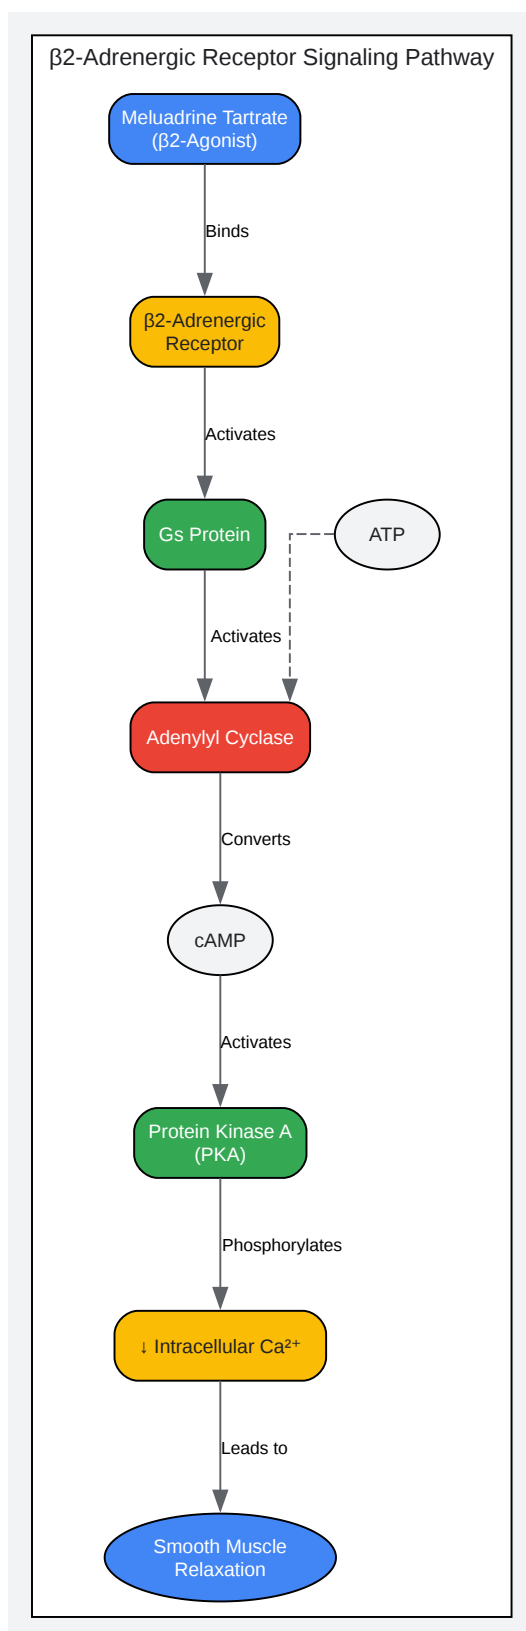 β2-Adrenergic Receptor Signaling Pathway
Meluadrine Tartrate
(β2-Agonist)
Binds
β2-Adrenergic
Receptor
Activates
Gs Protein
ATP
Activates
Adenylyl Cyclase
Converts
cAMP
Activates
Protein Kinase A
(PKA)
Phosphorylates
↓ Intracellular Ca²⁺
Leads to
Smooth Muscle
Relaxation